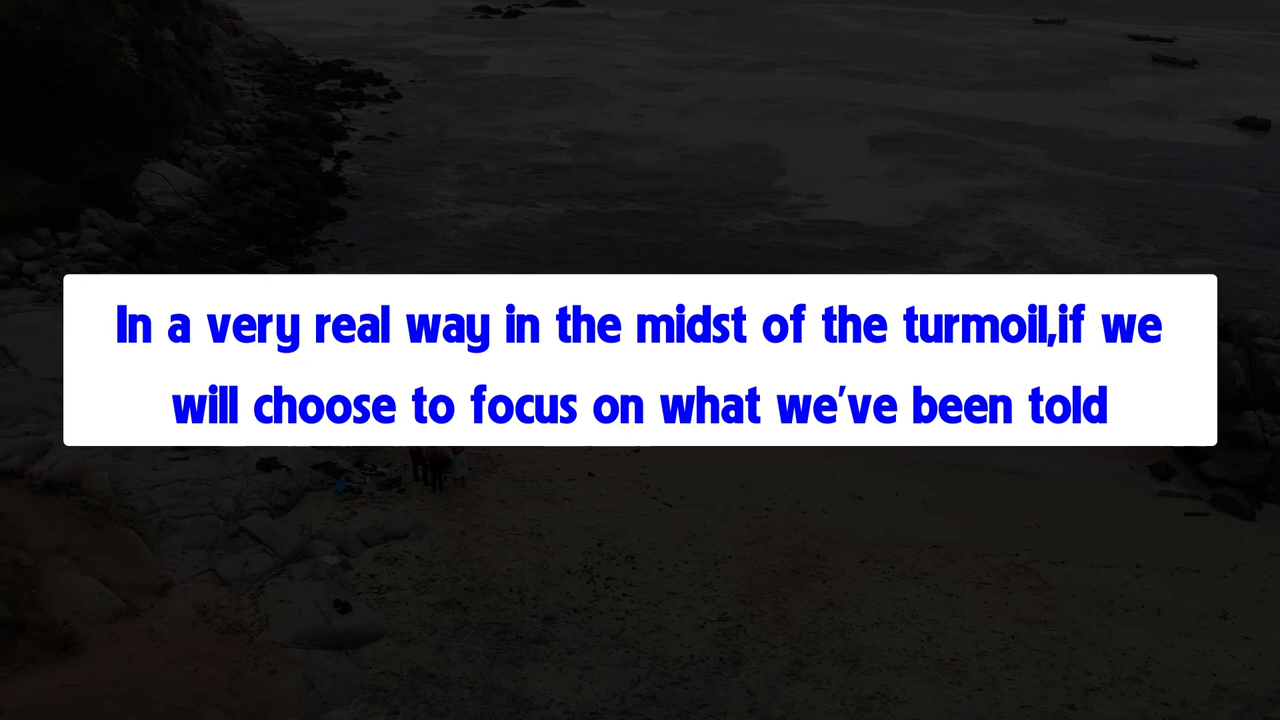 In a very real way in the midst of the turmoil,if we
will choose to focus on what we've been told